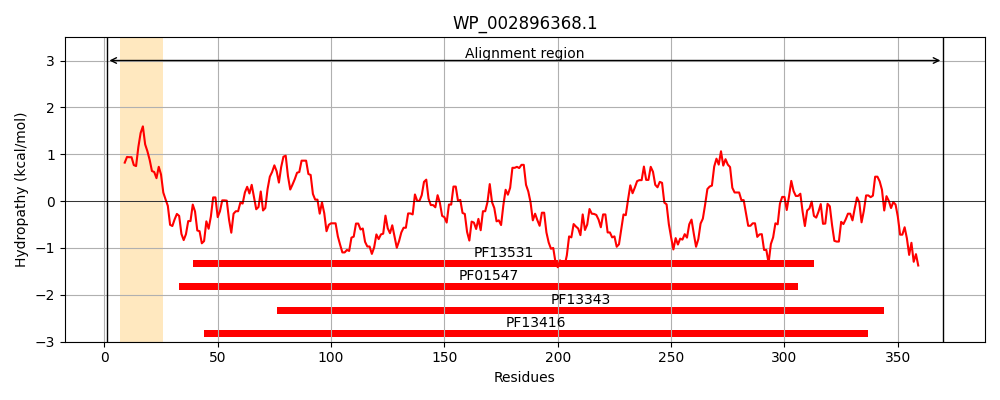 WP_002896368.1
Alignment region
Hydropathy (kcal/mol)
3
2
1
0
−1
−2
−3
PF13531
PF01547
PF13343
PF13416
0 50 100 150 200 250 300 350
Residues